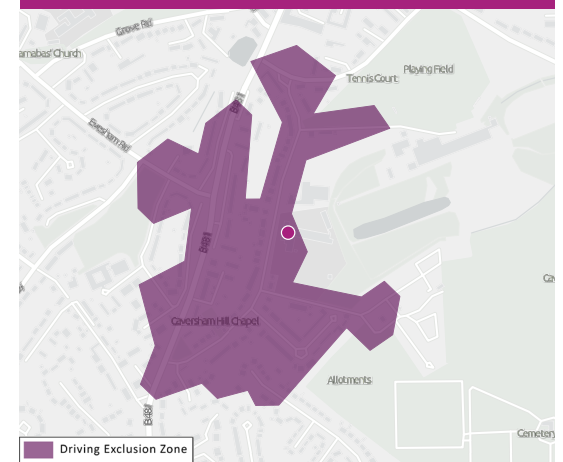 Grove Rd
arnabas' Church
Tennis Court
Playing Field
B481
Evesham Rd
B481
Caversham Hill Chapel
Allotments
B481
Cemetery
Driving Exclusion Zone